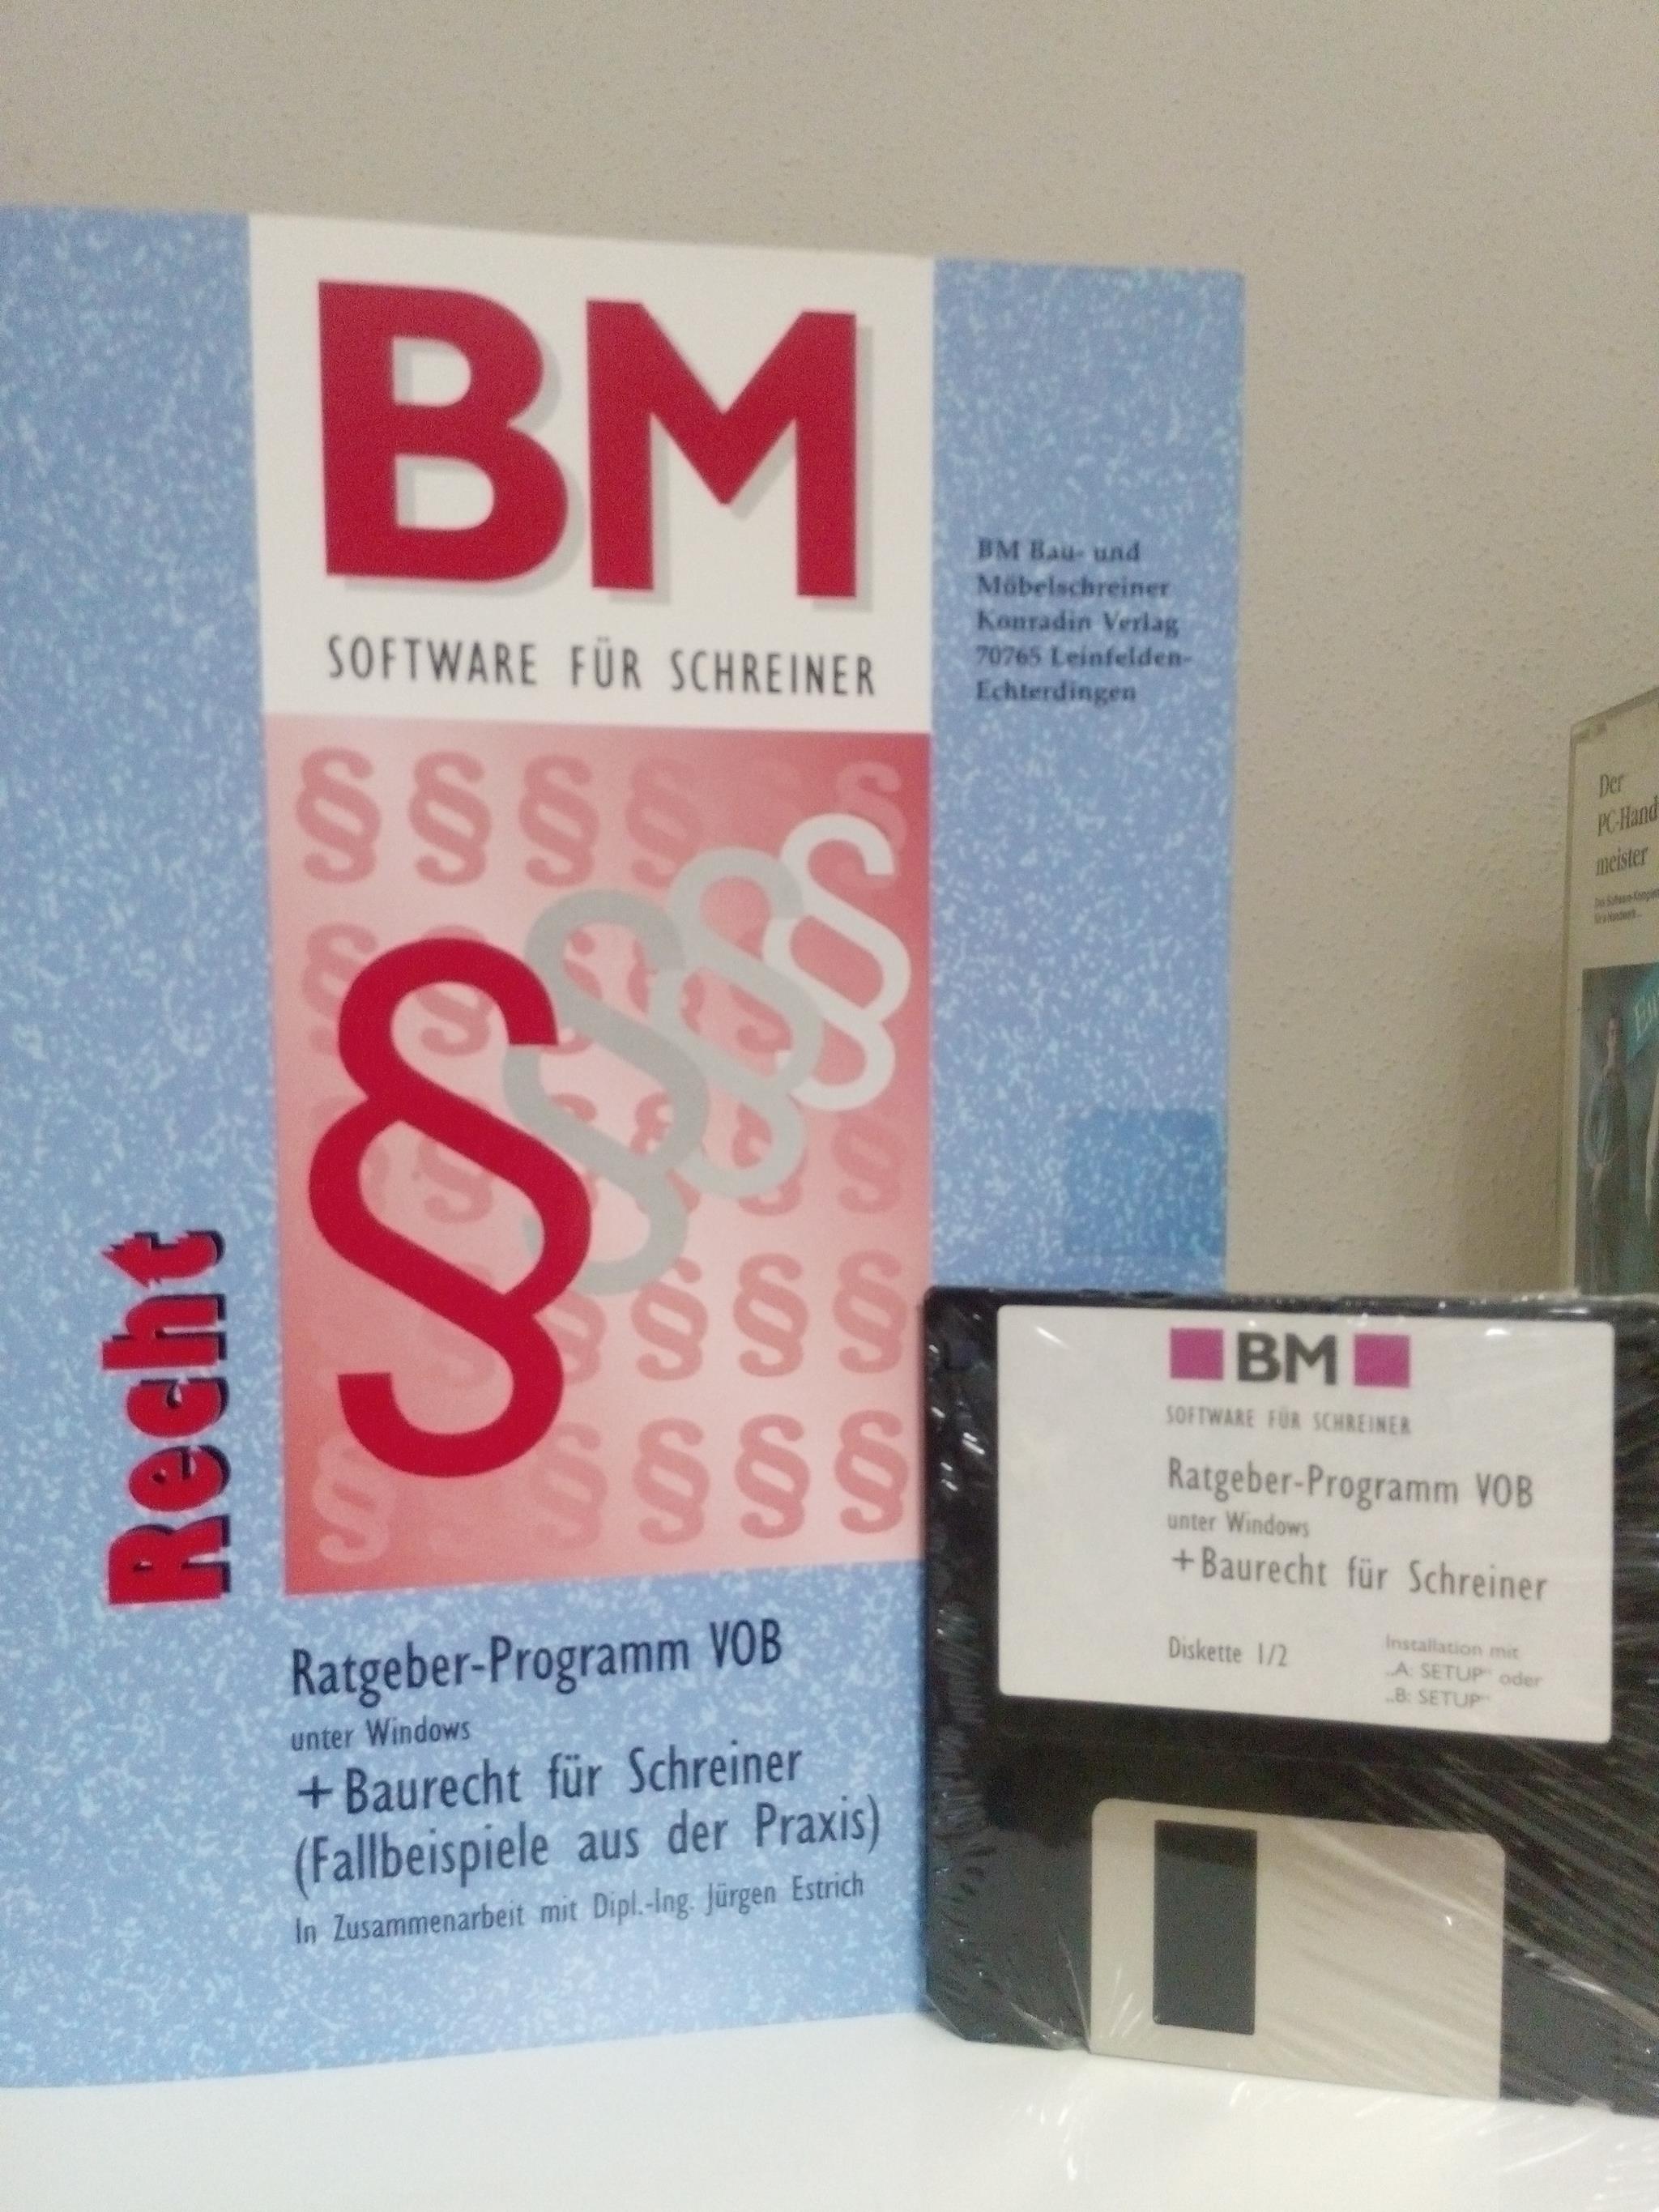 BM
SOFTWARE FÜR SCHREINER
BM Bau- und
Möbelschreiner
Konradin Verlag
70765 Leinfelden-
Echterdingen
Recht
Ratgeber-Programm VOB
unter Windows
+Baurecht für Schreiner
(Fallbeispiele aus der Praxis)
In Zusammenarbeit mit Dipl.-Ing. Jürgen Estrich
BM
SOFTWARE FÜR SCHREINER
Ratgeber-Programm VOB
unter Windows
+Baurecht für Schreiner
Diskette 1/2
Installation mit
„A: SETUP" oder
„B: SETUP"
Der
PC-Hand
meister